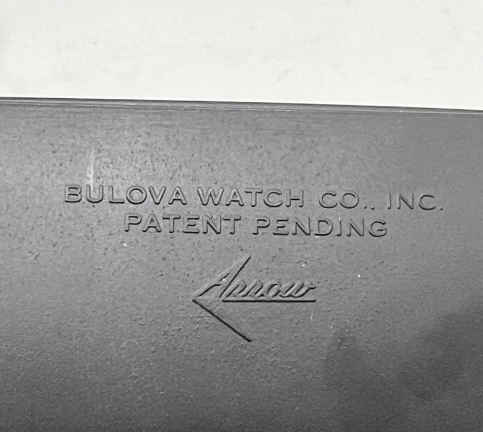 BULOVA WATCH CO., INC.
PATENT PENDING
Arrow